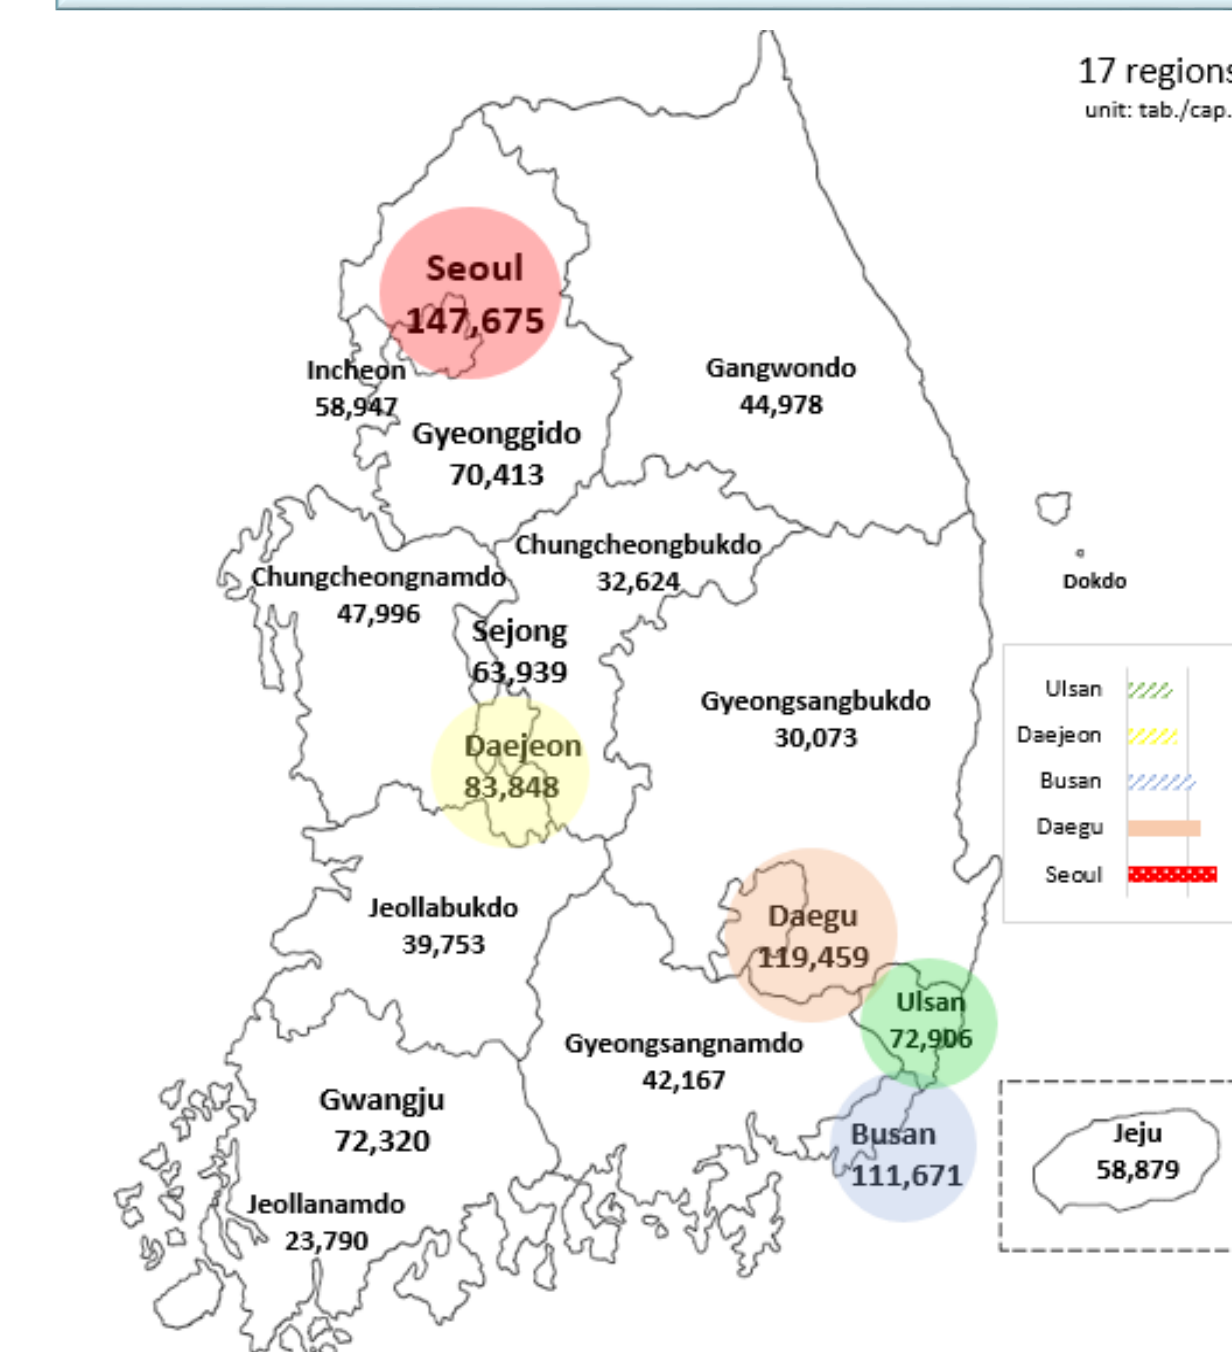 17 regions
unit: tab./cap.
Seoul
147,675
Incheon
58,947
Gangwondo
44,978
Gyeonggido
70,413
Chungcheongbukdo
32,624
Chungcheongnamdo
47,996
Dokdo
Sejong
63,939
Gyeongsangbukdo
30,073
Daejeon
83,848
Ulsan
Daejeon
Busan
Daegu
Seoul
Jeollabukdo
39,753
Daegu
119,459
Ulsan
72,906
Gyeongsangnamdo
42,167
Gwangju
72,320
Busan
111,671
Jeju
58,879
Jeollanamdo
23,790